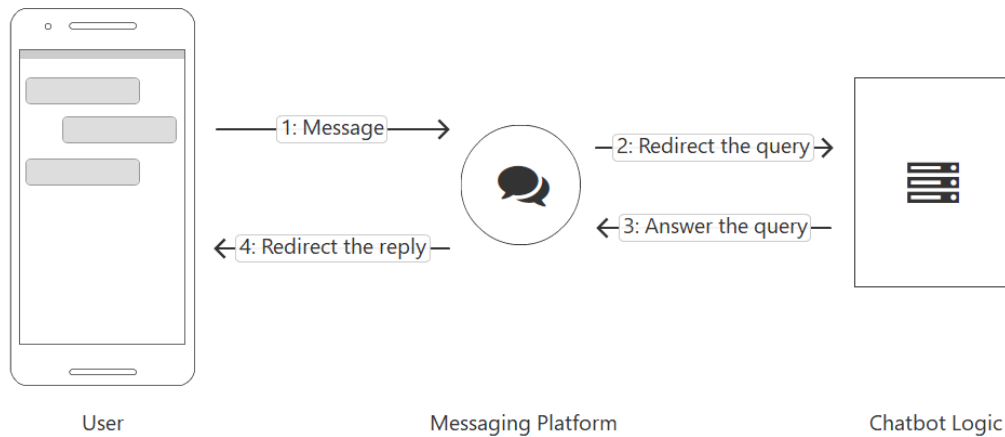 1: Message
2: Redirect the query
3: Answer the query
4: Redirect the reply
User
Messaging Platform
Chatbot Logic